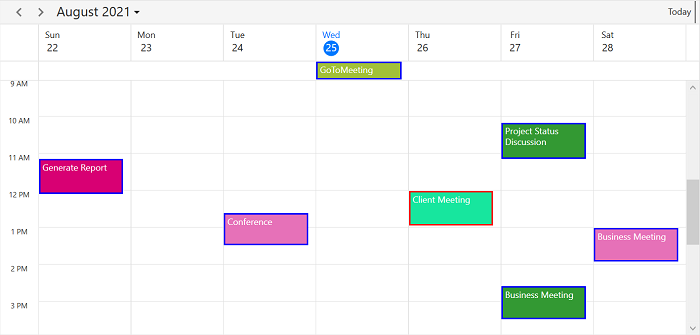 August 2021
Today
Sun
22
Mon
23
Tue
24
Wed
25
Thu
26
Fri
27
Sat
28
GoToMeeting
9 AM
10 AM
Project Status
Discussion
11 AM
Generate Report
12 PM
Client Meeting
Conference
1 PM
Business Meeting
2 PM
Business Meeting
3 PM